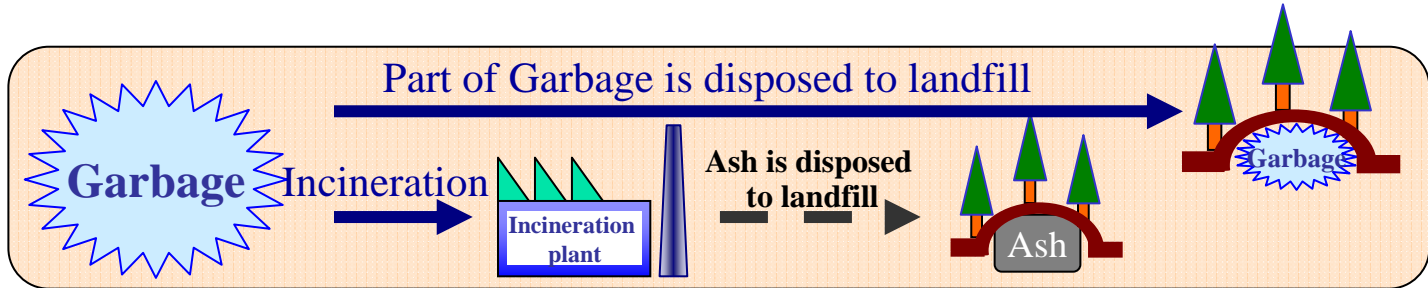 Part of Garbage is disposed to landfill
Garbage
Garbage
Incineration
Ash is disposed
to landfill
Incineration
plant
Ash